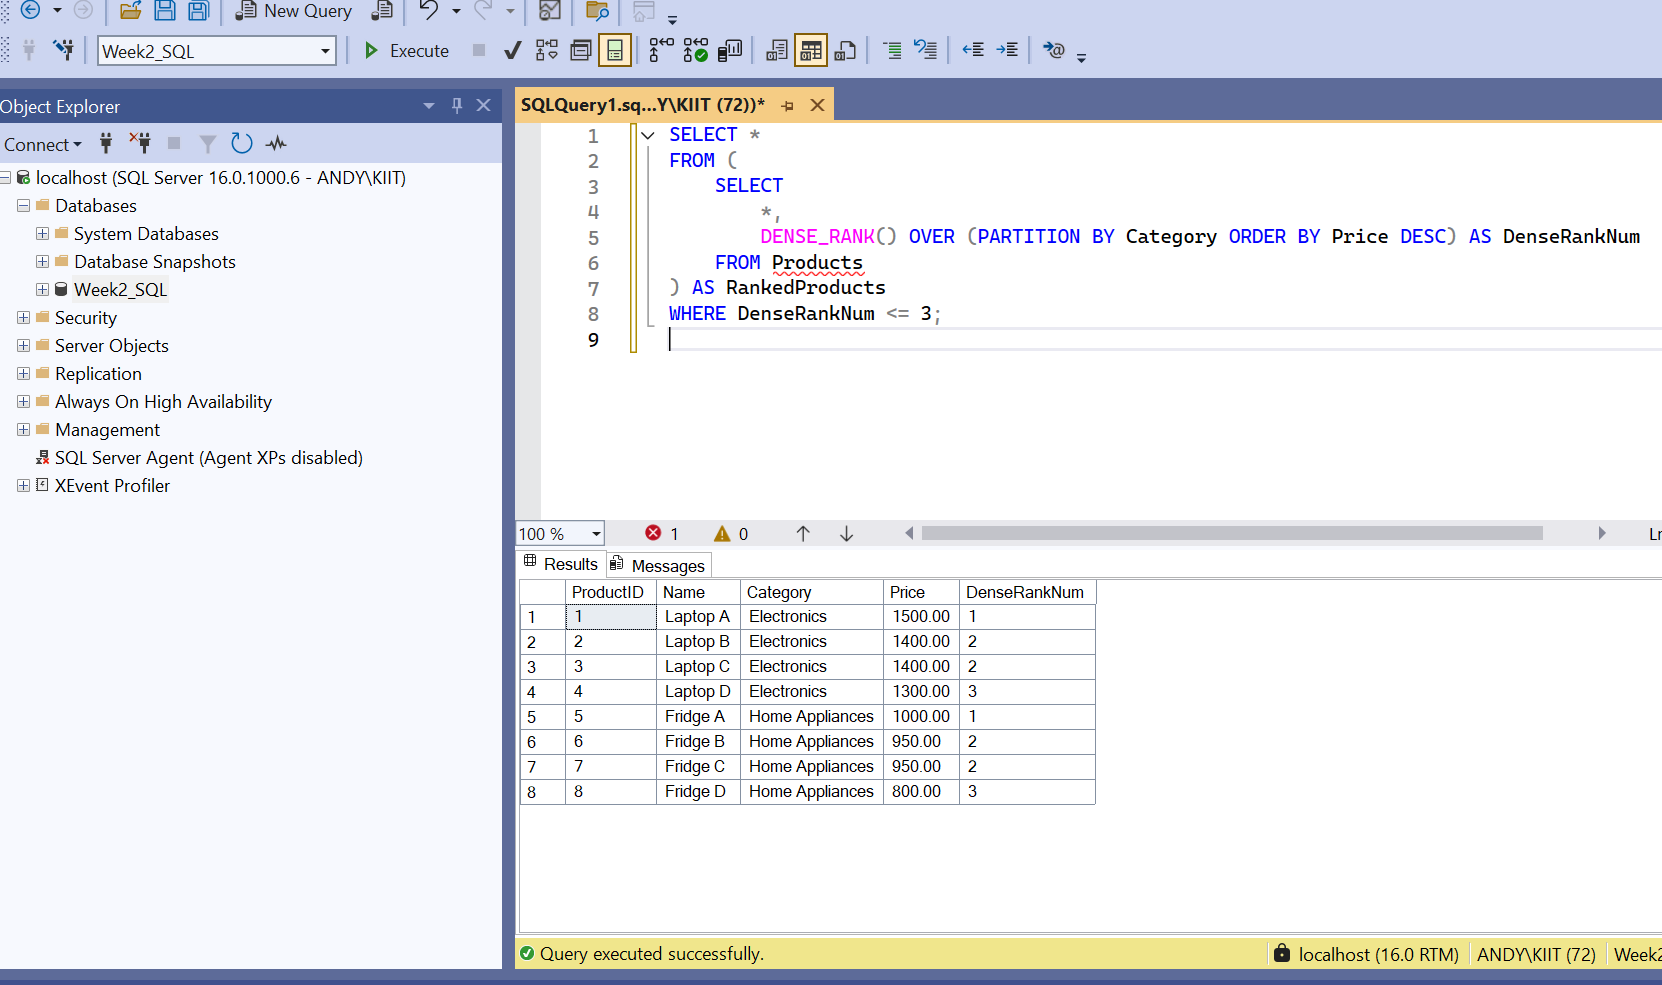 New Query
Week2_SQL
Execute
Object Explorer
Connect
localhost (SQL Server 16.0.1000.6 - ANDY\KIIT)
Databases
System Databases
Database Snapshots
Week2_SQL
Security
Server Objects
Replication
Always On High Availability
Management
SQL Server Agent (Agent XPs disabled)
XEvent Profiler
SQLQuery1.sq...Y\KIIT (72))*
1 SELECT *
2 FROM (
3 SELECT
4 *,
5 DENSE_RANK() OVER (PARTITION BY Category ORDER BY Price DESC) AS DenseRankNum
6 FROM Products
7 ) AS RankedProducts
8 WHERE DenseRankNum <= 3;
9
100 % 1 0 Ln
Results Messages
ProductID Name Category Price DenseRankNum
1 1 Laptop A Electronics 1500.00 1
2 2 Laptop B Electronics 1400.00 2
3 3 Laptop C Electronics 1400.00 2
4 4 Laptop D Electronics 1300.00 3
5 5 Fridge A Home Appliances 1000.00 1
6 6 Fridge B Home Appliances 950.00 2
7 7 Fridge C Home Appliances 950.00 2
8 8 Fridge D Home Appliances 800.00 3
Query executed successfully. localhost (16.0 RTM) ANDY\KIIT (72) Week2